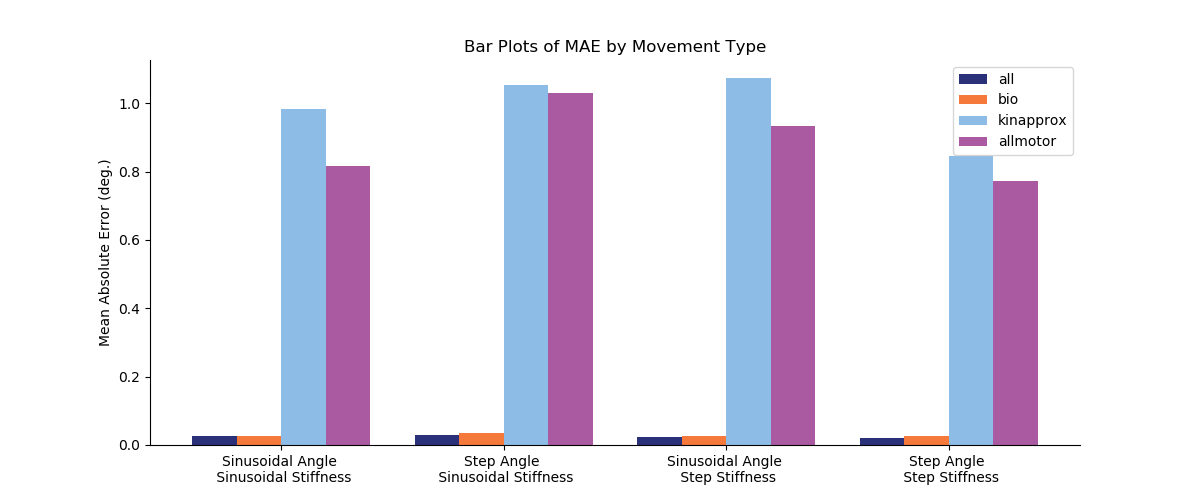 Bar Plots of MAE by Movement Type
all
bio
kinapprox
allmotor
Mean Absolute Error (deg.)
1.0
0.8
0.6
0.4
0.2
0.0
Sinusoidal Angle
Sinusoidal Stiffness
Step Angle
Sinusoidal Stiffness
Sinusoidal Angle
Step Stiffness
Step Angle
Step Stiffness